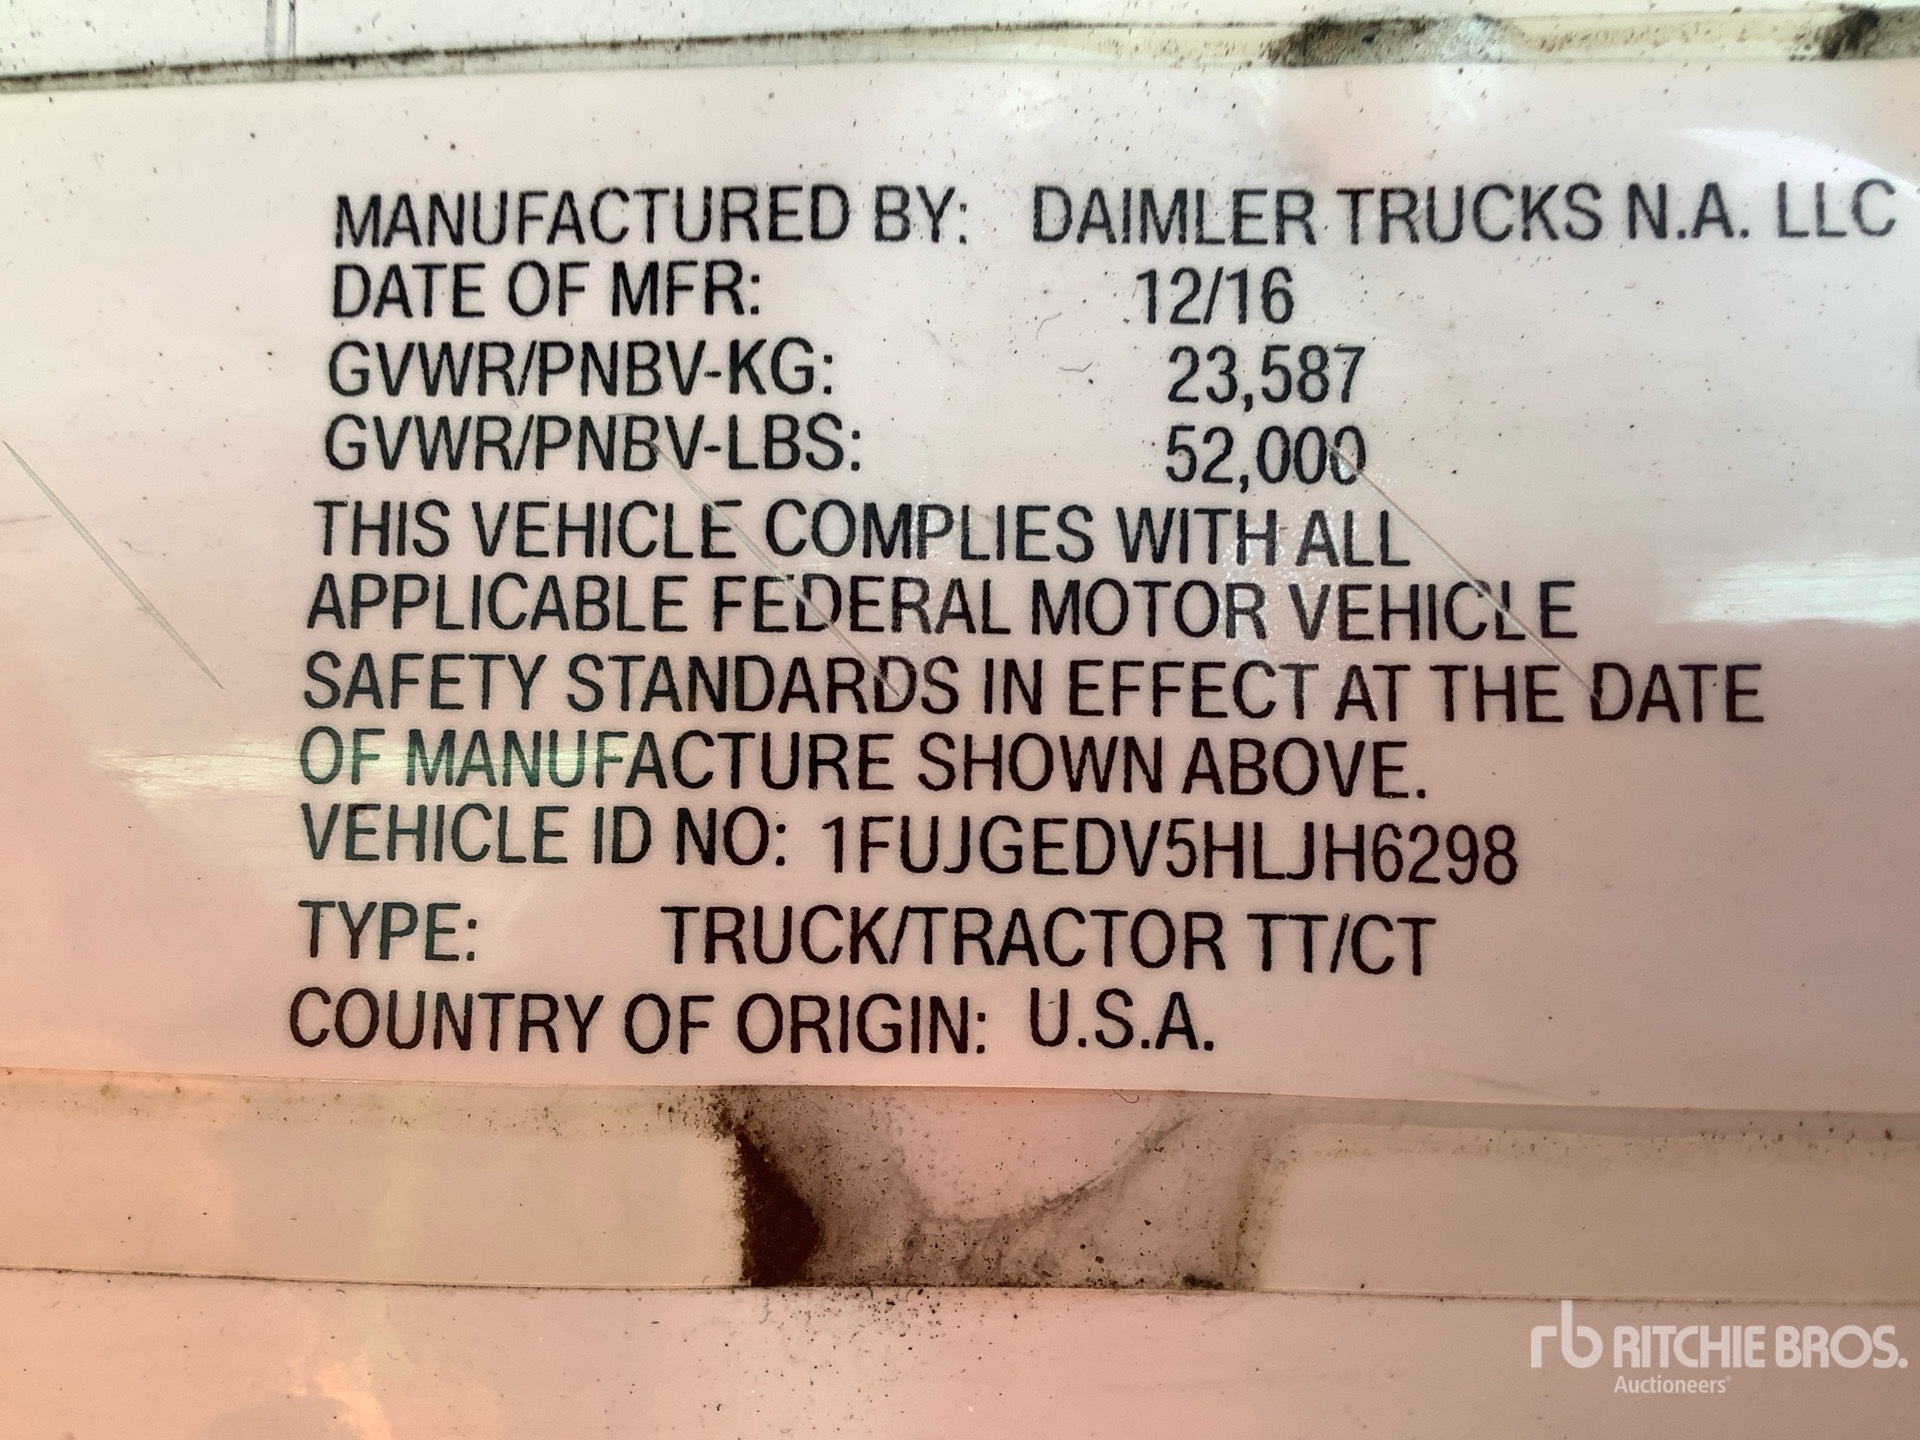 MANUFACTURED BY: DAIMLER TRUCKS N.A. LLC
DATE OF MFR: 12/16
GVWR/PNBV-KG: 23,587
GVWR/PNBV-LBS: 52,000
THIS VEHICLE COMPLIES WITH ALL
APPLICABLE FEDERAL MOTOR VEHICLE
SAFETY STANDARDS IN EFFECT AT THE DATE
OF MANUFACTURE SHOWN ABOVE.
VEHICLE ID NO: 1FUJGEDV5HLJH6298
TYPE: TRUCK/TRACTOR TT/CT
COUNTRY OF ORIGIN: U.S.A.
rb RITCHIE BROS.
Auctioneers